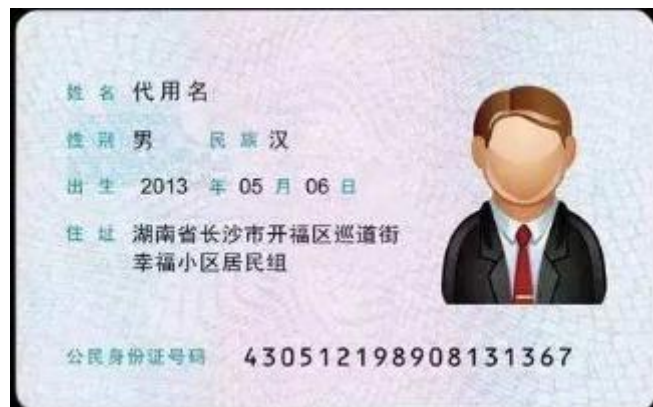 姓名 代用名
性别 男 民族 汉
出生 2013 年 05 月 06 日
住址 湖南省长沙市开福区巡道街
幸福小区居民组
公民身份证号码 430512198908131367